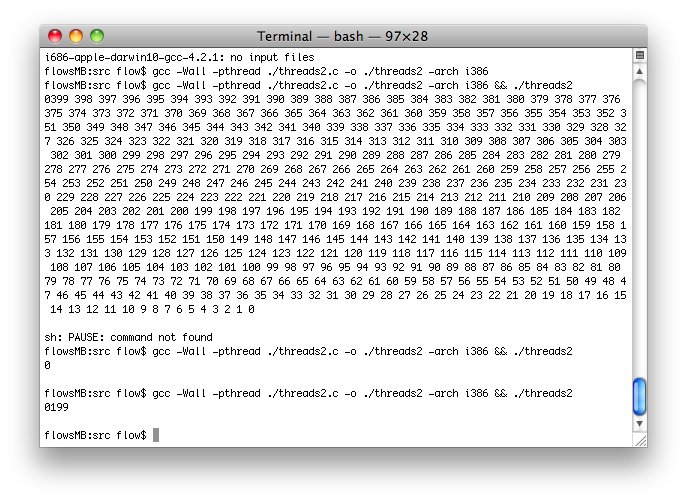 Terminal — bash — 97×28
i686-apple-darwin10-gcc-4.2.1: no input files
flowsMB:src flow$ gcc -Wall -pthread ./threads2.c -o ./threads2 -arch i386
flowsMB:src flow$ gcc -Wall -pthread ./threads2.c -o ./threads2 -arch i386 && ./threads2
0399 398 397 396 395 394 393 392 391 390 389 388 387 386 385 384 383 382 381 380 379 378 377 376
375 374 373 372 371 370 369 368 367 366 365 364 363 362 361 360 359 358 357 356 355 354 353 352 3
51 350 349 348 347 346 345 344 343 342 341 340 339 338 337 336 335 334 333 332 331 330 329 328 32
7 326 325 324 323 322 321 320 319 318 317 316 315 314 313 312 311 310 309 308 307 306 305 304 303
302 301 300 299 298 297 296 295 294 293 292 291 290 289 288 287 286 285 284 283 282 281 280 279
278 277 276 275 274 273 272 271 270 269 268 267 266 265 264 263 262 261 260 259 258 257 256 255 2
54 253 252 251 250 249 248 247 246 245 244 243 242 241 240 239 238 237 236 235 234 233 232 231 23
0 229 228 227 226 225 224 223 222 221 220 219 218 217 216 215 214 213 212 211 210 209 208 207 206
205 204 203 202 201 200 199 198 197 196 195 194 193 192 191 190 189 188 187 186 185 184 183 182
181 180 179 178 177 176 175 174 173 172 171 170 169 168 167 166 165 164 163 162 161 160 159 158 1
57 156 155 154 153 152 151 150 149 148 147 146 145 144 143 142 141 140 139 138 137 136 135 134 13
3 132 131 130 129 128 127 126 125 124 123 122 121 120 119 118 117 116 115 114 113 112 111 110 109
108 107 106 105 104 103 102 101 100 99 98 97 96 95 94 93 92 91 90 89 88 87 86 85 84 83 82 81 80
79 78 77 76 75 74 73 72 71 70 69 68 67 66 65 64 63 62 61 60 59 58 57 56 55 54 53 52 51 50 49 48 4
7 46 45 44 43 42 41 40 39 38 37 36 35 34 33 32 31 30 29 28 27 26 25 24 23 22 21 20 19 18 17 16 15
14 13 12 11 10 9 8 7 6 5 4 3 2 1 0
sh: PAUSE: command not found
flowsMB:src flow$ gcc -Wall -pthread ./threads2.c -o ./threads2 -arch i386 && ./threads2
0
flowsMB:src flow$ gcc -Wall -pthread ./threads2.c -o ./threads2 -arch i386 && ./threads2
0199
flowsMB:src flow$